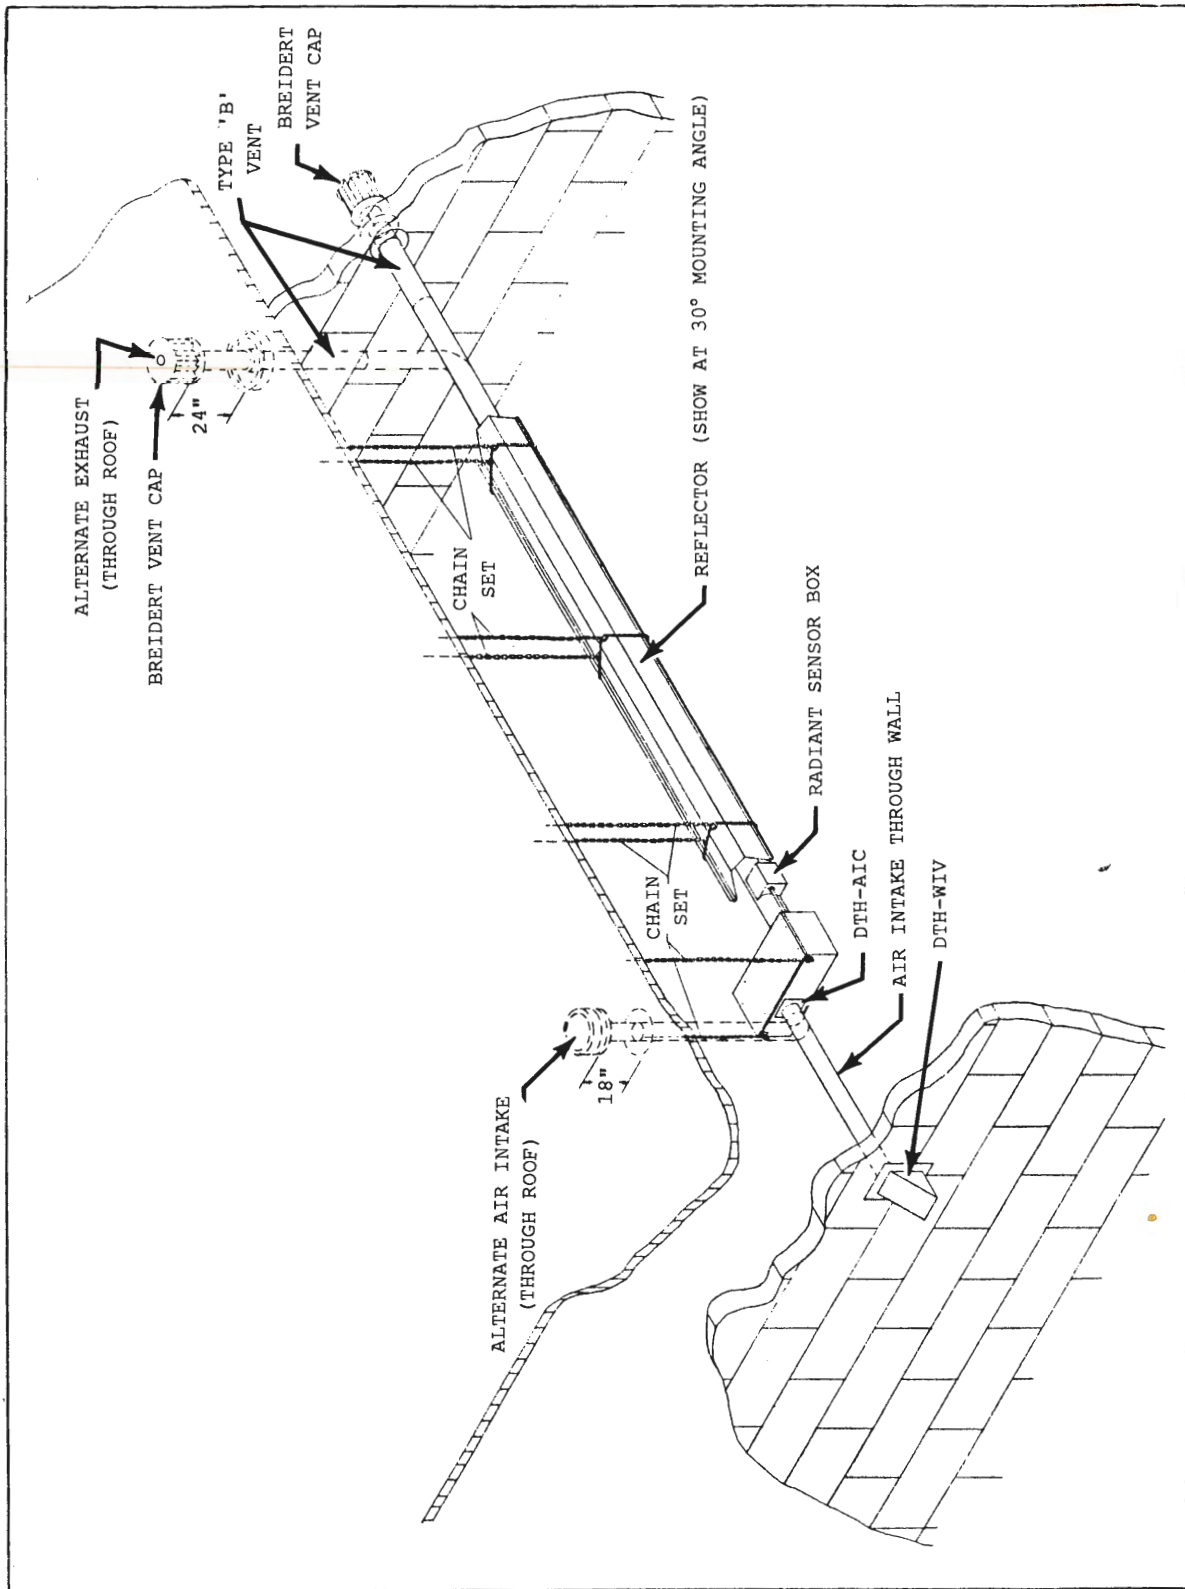 ALTERNATE EXHAUST
(THROUGH ROOF)
BREIDERT VENT CAP
24"
TYPE 'B'
VENT
BREIDERT
VENT CAP
CHAIN
SET
REFLECTOR (SHOW AT 30° MOUNTING ANGLE)
RADIANT SENSOR BOX
CHAIN
SET
DTH-AIC
AIR INTAKE THROUGH WALL
DTH-WIV
18"
ALTERNATE AIR INTAKE
(THROUGH ROOF)